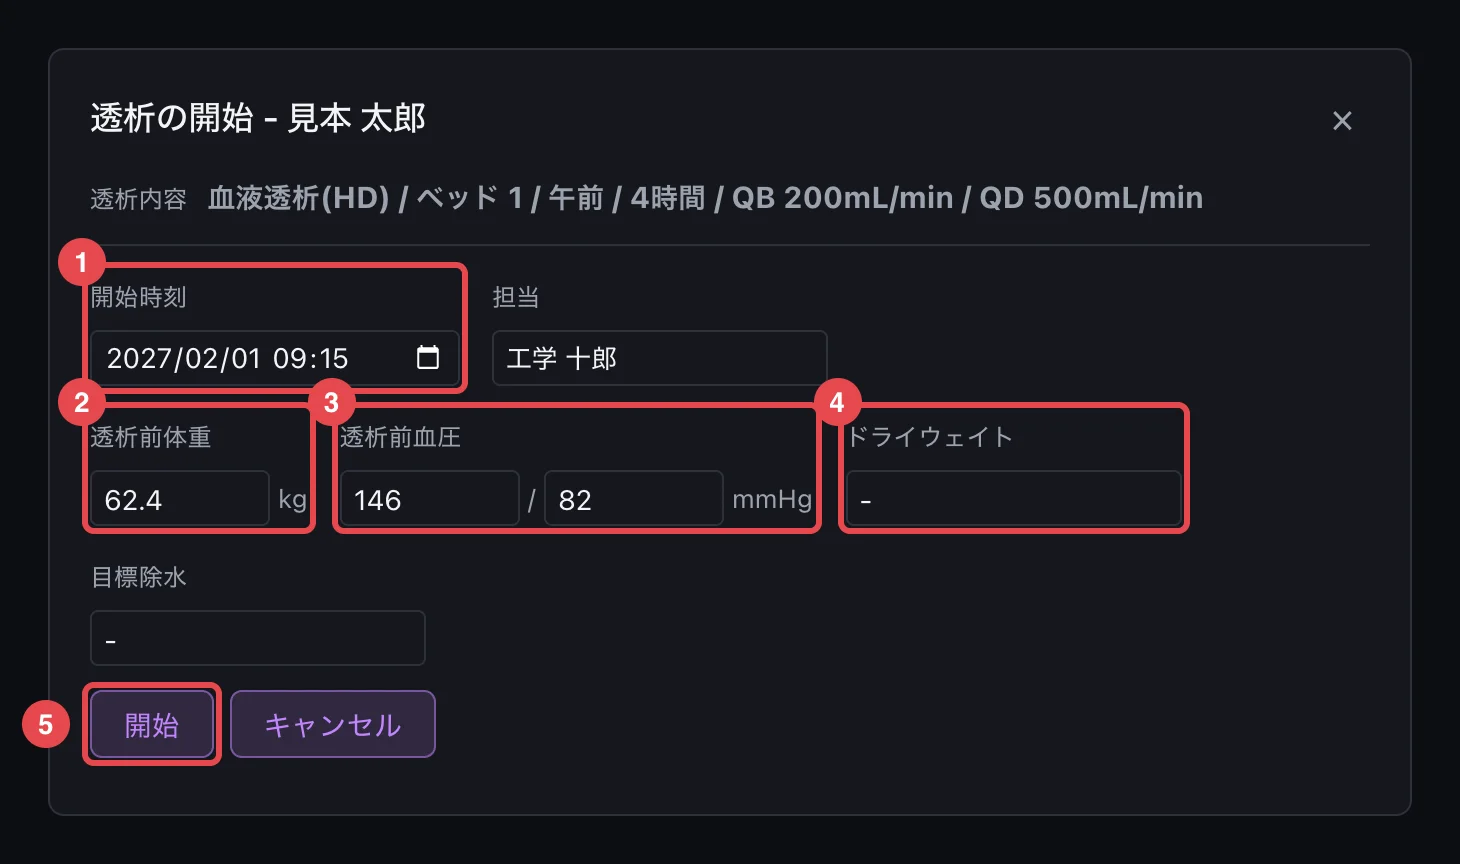 透析の開始 - 見本 太郎
×
透析内容 血液透析(HD) / ベッド 1 / 午前 / 4時間 / QB 200mL/min / QD 500mL/min
1
開始時刻 担当
2027/02/01 09:15 工学 十郎
2 3 4
透析前体重 透析前血圧 ドライウェイト
62.4 kg 146 / 82 mmHg -
目標除水
-
5 開始 キャンセル